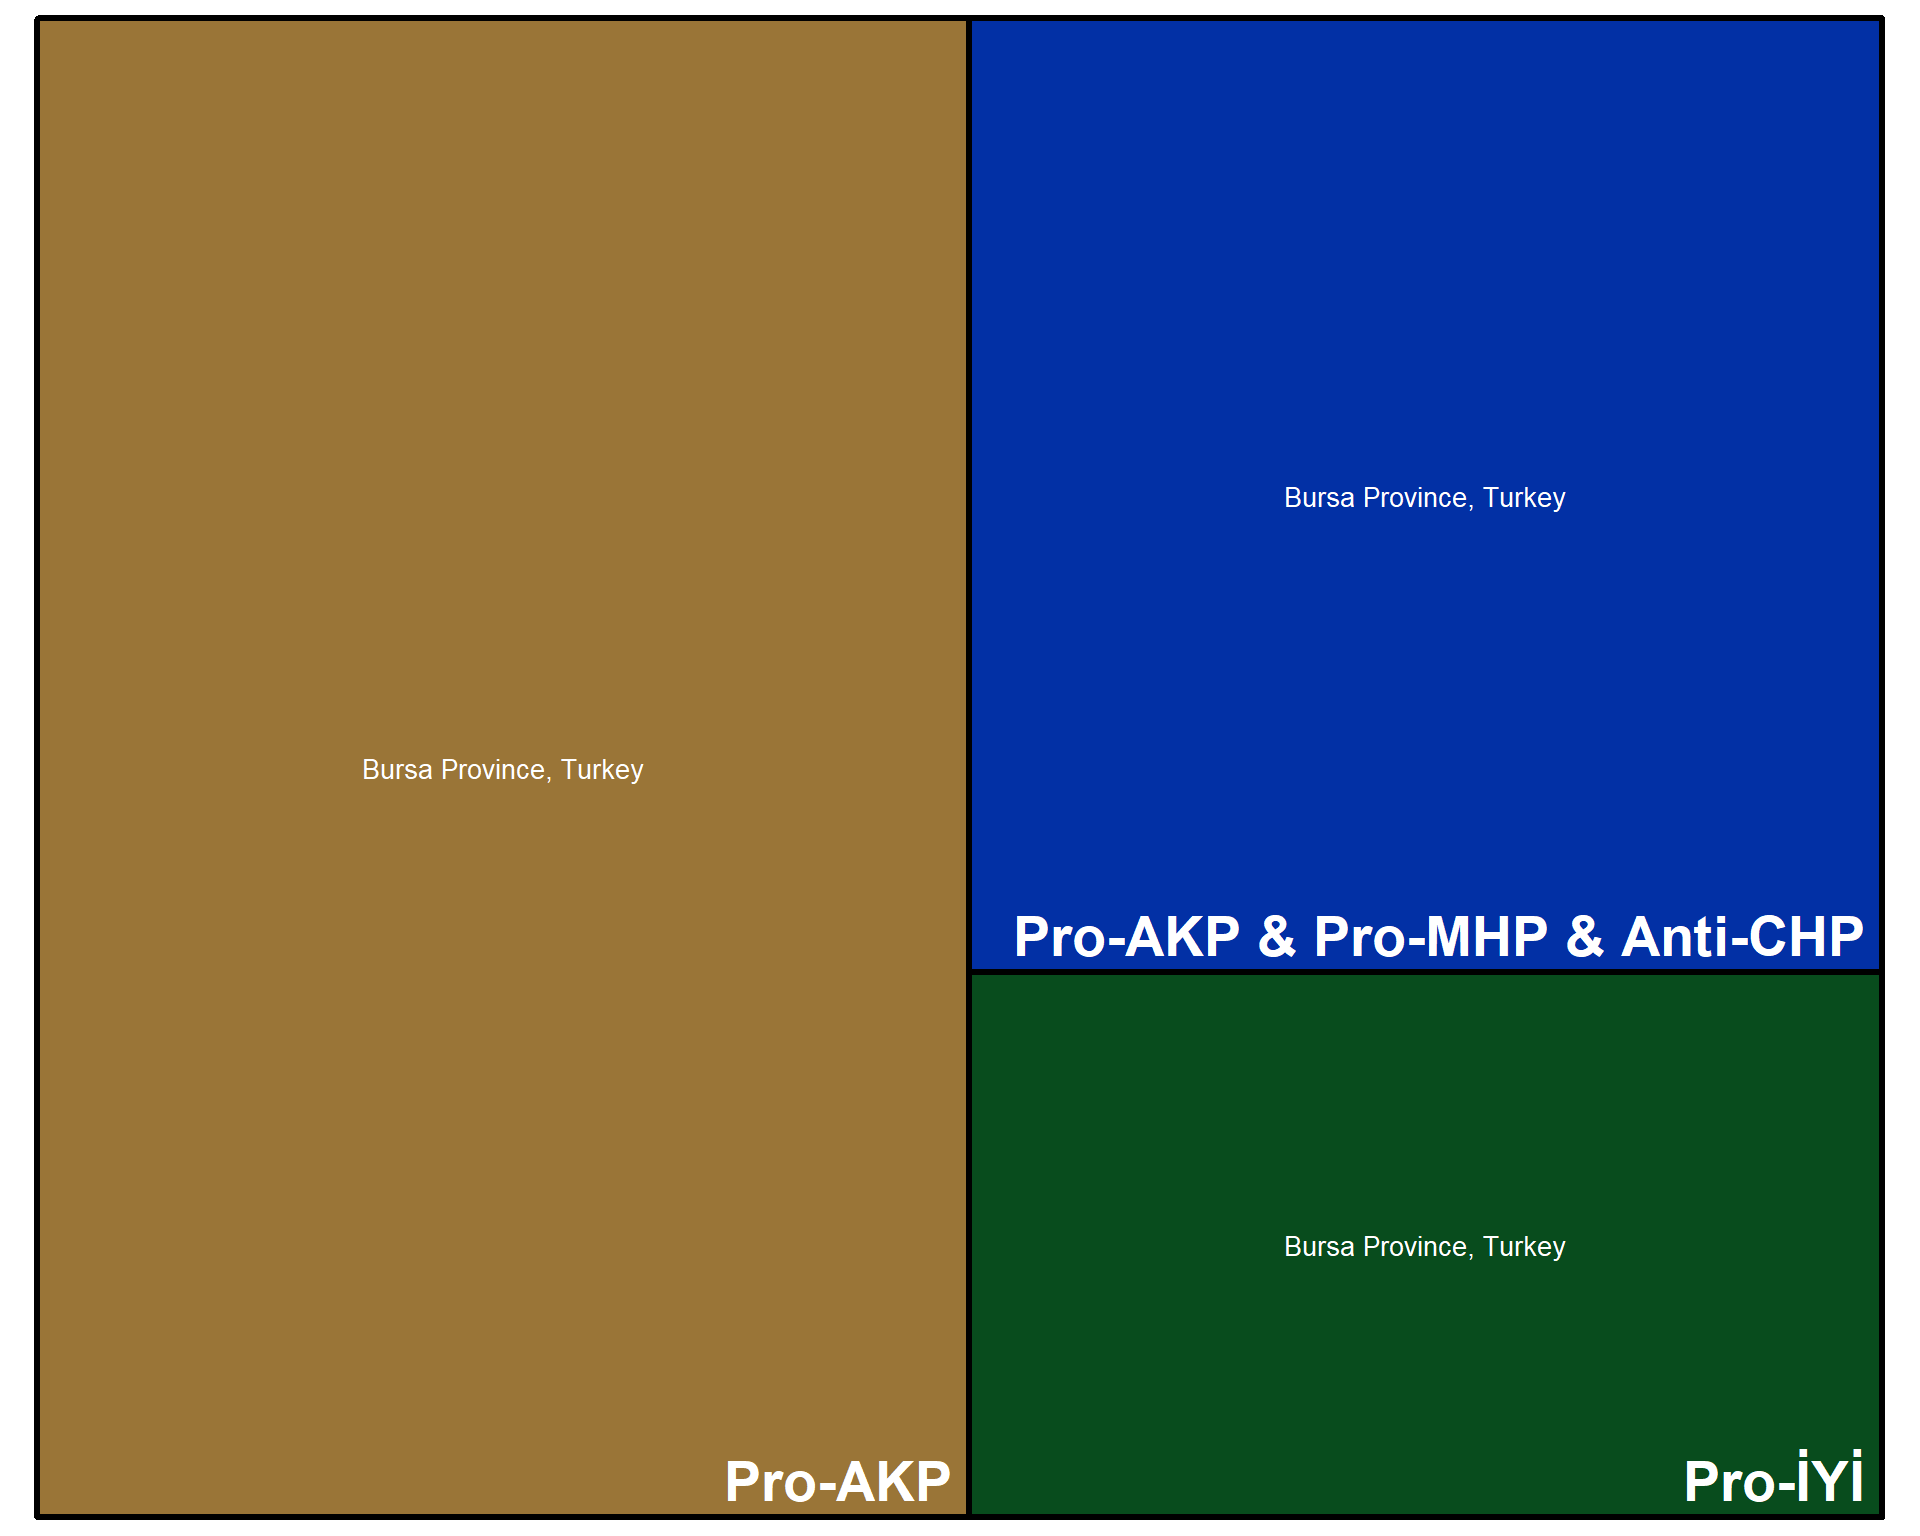 Bursa Province, Turkey
Pro-AKP
Bursa Province, Turkey
Pro-AKP & Pro-MHP & Anti-CHP
Bursa Province, Turkey
Pro-İYİ